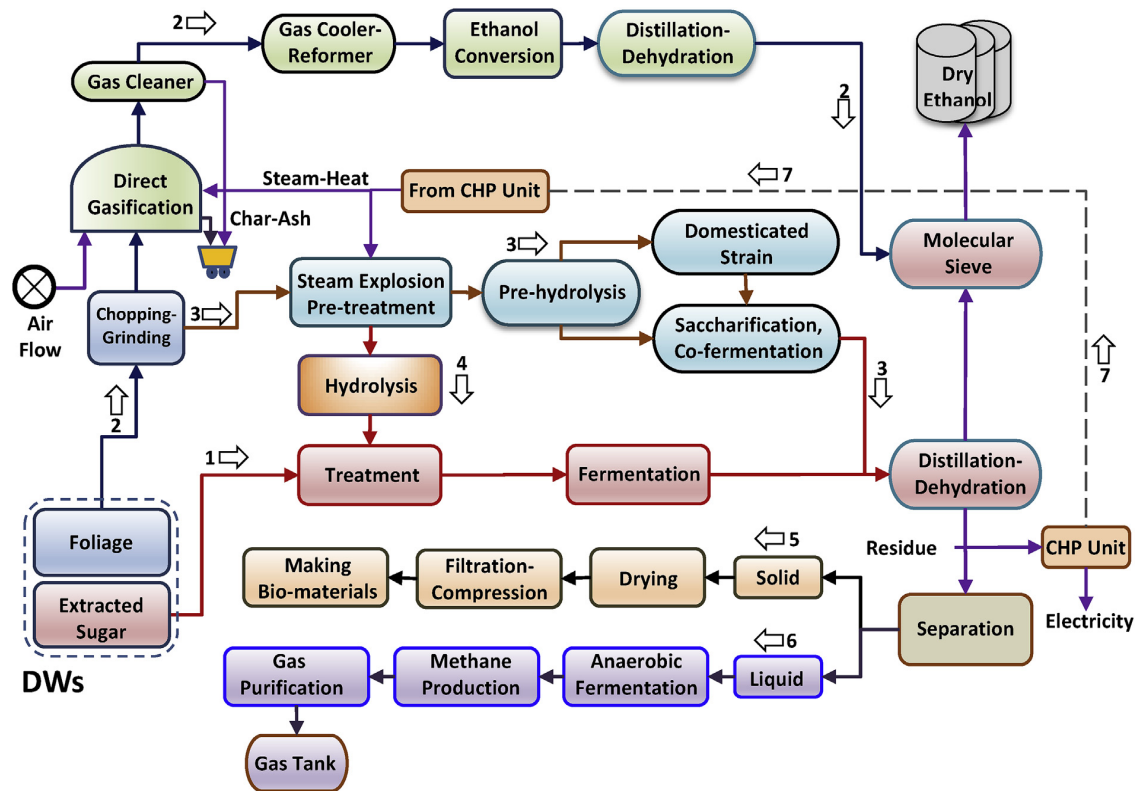 2
Gas Cooler-
Reformer
Ethanol
Conversion
Distillation-
Dehydration
Dry
Ethanol
Gas Cleaner
2
Direct
Gasification
Steam-Heat
From CHP Unit
7
Char-Ash
3
Domesticated
Strain
Molecular
Sieve
Air
Flow
Chopping-
Grinding
3
Steam Explosion
Pre-treatment
Pre-hydrolysis
Saccharification,
Co-fermentation
2
Hydrolysis
4
3
7
1
Treatment
Fermentation
Distillation-
Dehydration
Foliage
Extracted
Sugar
DWs
Residue
CHP Unit
Electricity
Making
Bio-materials
Filtration-
Compression
Drying
5
Solid
Separation
Gas
Purification
Methane
Production
Anaerobic
Fermentation
6
Liquid
Gas Tank